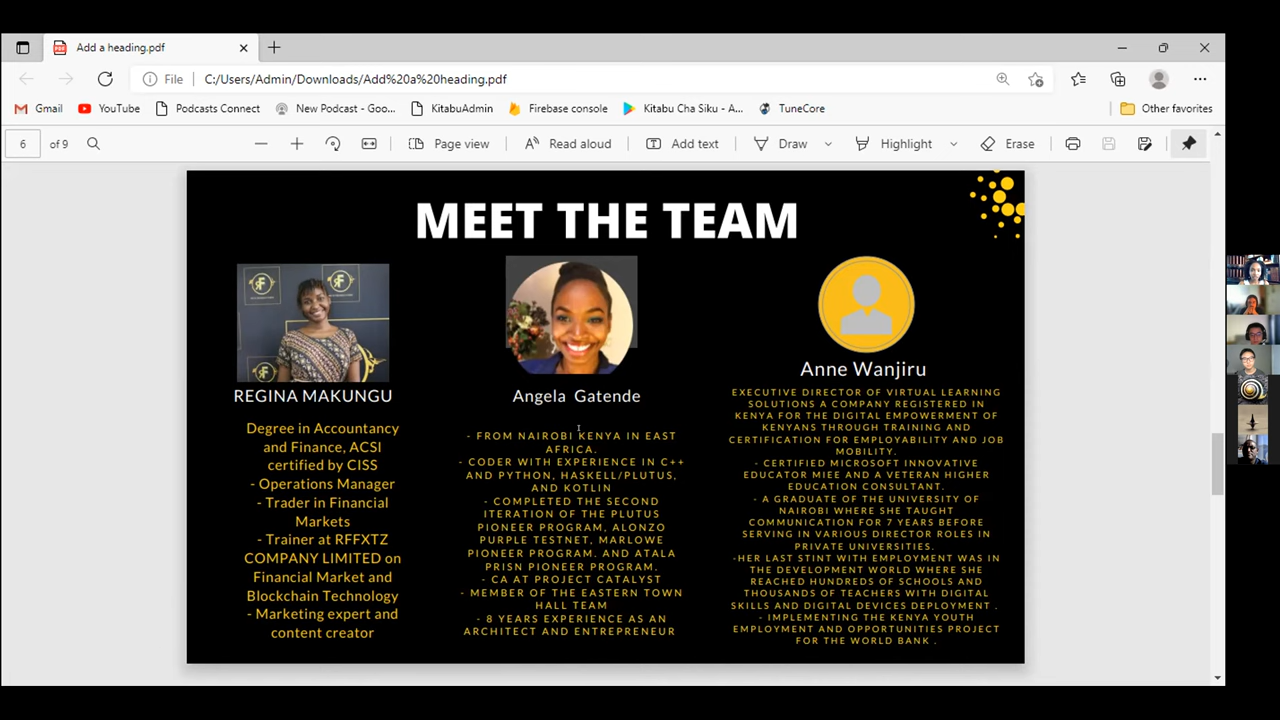 Add a heading.pdf
File
C:/Users/Admin/Downloads/Add%20a%20heading.pdf
Gmail
YouTube
Podcasts Connect
New Podcast - Goo...
KitabuAdmin
Firebase console
Kitabu Cha Siku - A...
TuneCore
Other favorites
6 of 9
Page view
Read aloud
Add text
Draw
Highlight
Erase
MEET THE TEAM
REGINA MAKUNGU
Degree in Accountancy
and Finance, ACSI
certified by CISS
- Operations Manager
- Trader in Financial
Markets
- Trainer at RFFXTZ
COMPANY LIMITED on
Financial Market and
Blockchain Technology
- Marketing expert and
content creator
Angela Gatende
- FROM NAIROBI KENYA IN EAST
AFRICA.
- CODER WITH EXPERIENCE IN C++
AND PYTHON, HASKELL/PLUTUS,
AND KOTLIN
- COMPLETED THE SECOND
ITERATION OF THE PLUTUS
PIONEER PROGRAM, ALONZO
PURPLE TESTNET, MARLOWE
PIONEER PROGRAM. AND ATALA
PRISN PIONEER PROGRAM.
- CA AT PROJECT CATALYST
- MEMBER OF THE EASTERN TOWN
HALL TEAM
- 8 YEARS EXPERIENCE AS AN
ARCHITECT AND ENTREPRENEUR
Anne Wanjiru
EXECUTIVE DIRECTOR OF VIRTUAL LEARNING
SOLUTIONS A COMPANY REGISTERED IN
KENYA FOR THE DIGITAL EMPOWERMENT OF
KENYANS THROUGH TRAINING AND
CERTIFICATION FOR EMPLOYABILITY AND JOB
MOBILITY.
- CERTIFIED MICROSOFT INNOVATIVE
EDUCATOR MIEE AND A VETERAN HIGHER
EDUCATION CONSULTANT.
- A GRADUATE OF THE UNIVERSITY OF
NAIROBI WHERE SHE TAUGHT
COMMUNICATION FOR 7 YEARS BEFORE
SERVING IN VARIOUS DIRECTOR ROLES IN
PRIVATE UNIVERSITIES.
-HER LAST STINT WITH EMPLOYMENT WAS IN
THE DEVELOPMENT WORLD WHERE SHE
REACHED HUNDREDS OF SCHOOLS AND
THOUSANDS OF TEACHERS WITH DIGITAL
SKILLS AND DIGITAL DEVICES DEPLOYMENT .
- IMPLEMENTING THE KENYA YOUTH
EMPLOYMENT AND OPPORTUNITIES PROJECT
FOR THE WORLD BANK .